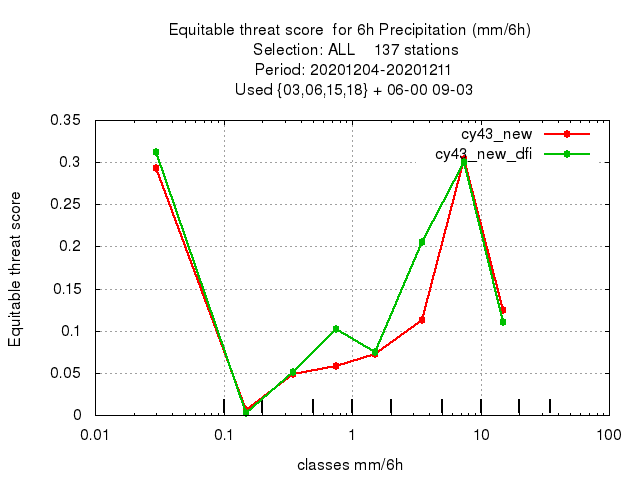 Equitable threat score  for 6h Precipitation (mm/6h)
Selection: ALL    137 stations
Period: 20201204-20201211
Used {03,06,15,18} + 06-00 09-03
cy43_new
cy43_new_dfi
Equitable threat score
0.35
0.3
0.25
0.2
0.15
0.1
0.05
0
0.01 0.1 1 10 100
classes mm/6h